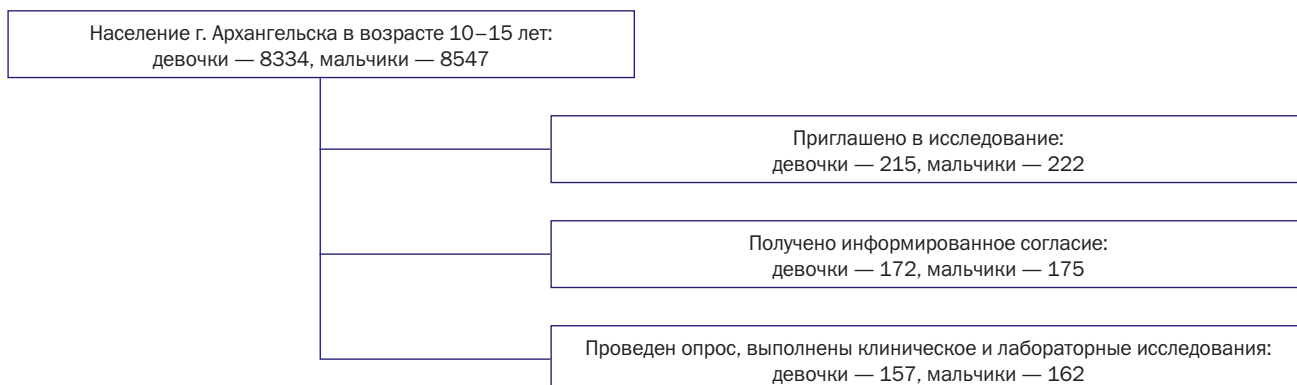 Население г. Архангельска в возрасте 10–15 лет:
девочки — 8334, мальчики — 8547
Приглашено в исследование:
девочки — 215, мальчики — 222
Получено информированное согласие:
девочки — 172, мальчики — 175
Проведен опрос, выполнены клиническое и лабораторные исследования:
девочки — 157, мальчики — 162